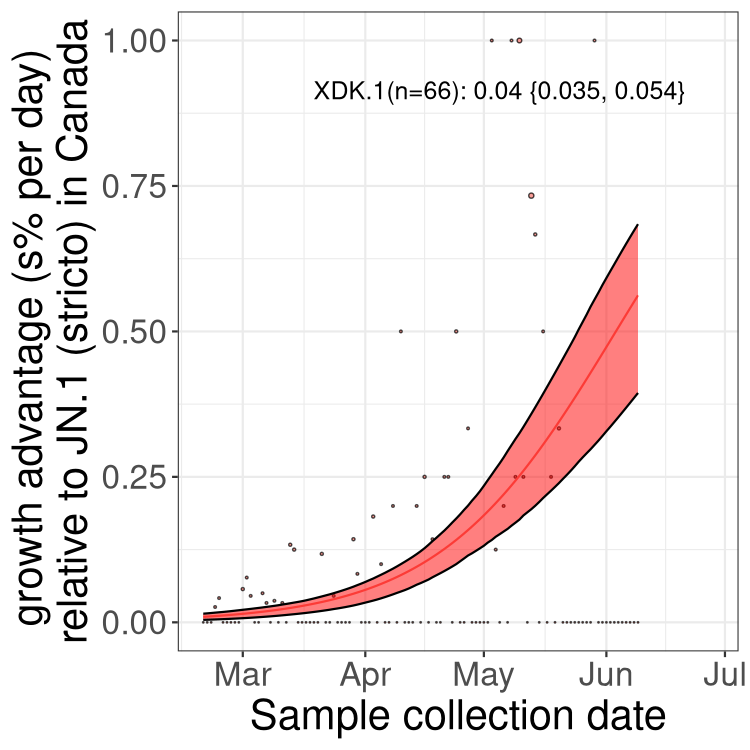 growth advantage (s% per day)
relative to JN.1 (stricto) in Canada
1.00
0.75
0.50
0.25
0.00
XDK.1(n=66): 0.04 {0.035, 0.054}
Mar Apr May Jun Jul
Sample collection date